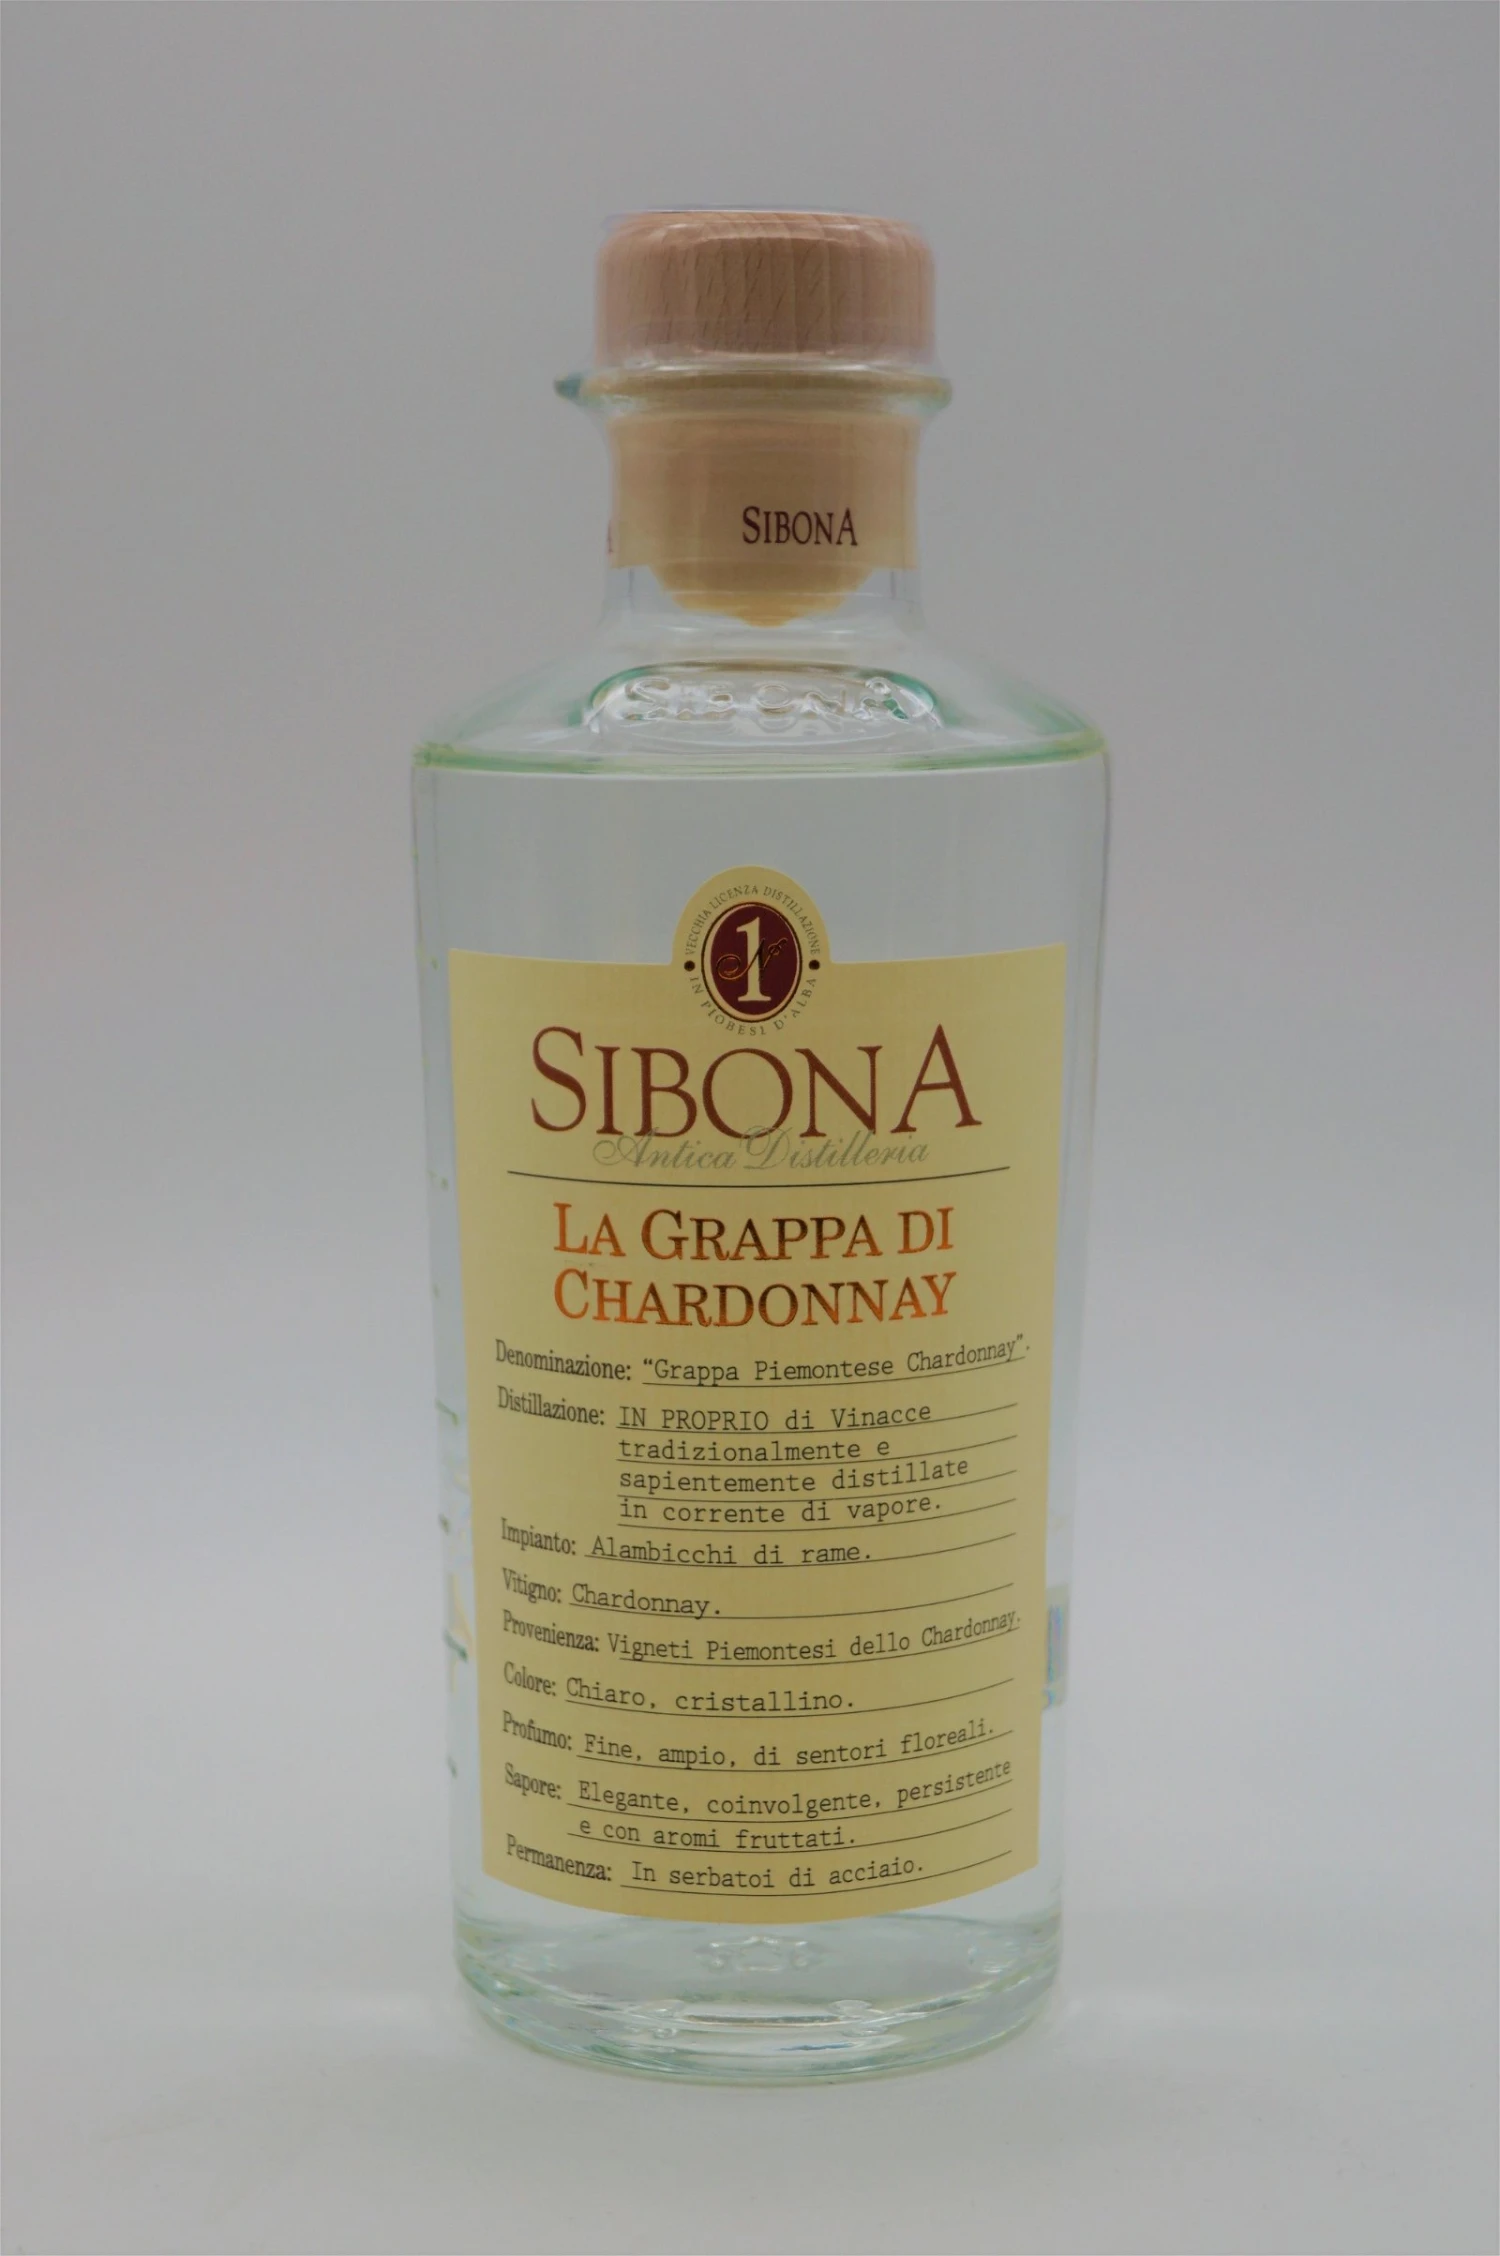 SIBONA
SIBONA
VECCHIA LICENZA DISTILLAZIONE
1 N°
• IN PIOBESI D'ALBA •
SIBONA
Antica Distilleria
LA GRAPPA DI
CHARDONNAY
Denominazione: “Grappa Piemontese Chardonnay”.
Distillazione: IN PROPRIO di Vinacce
tradizionalmente e
sapientemente distillate
in corrente di vapore.
Impianto: Alambicchi di rame.
Vitigno: Chardonnay.
Provenienza: Vigneti Piemontesi dello Chardonnay.
Colore: Chiaro, cristallino.
Profumo: Fine, ampio, di sentori floreali.
Sapore: Elegante, coinvolgente, persistente
e con aromi fruttati.
Permanenza: In serbatoi di acciaio.